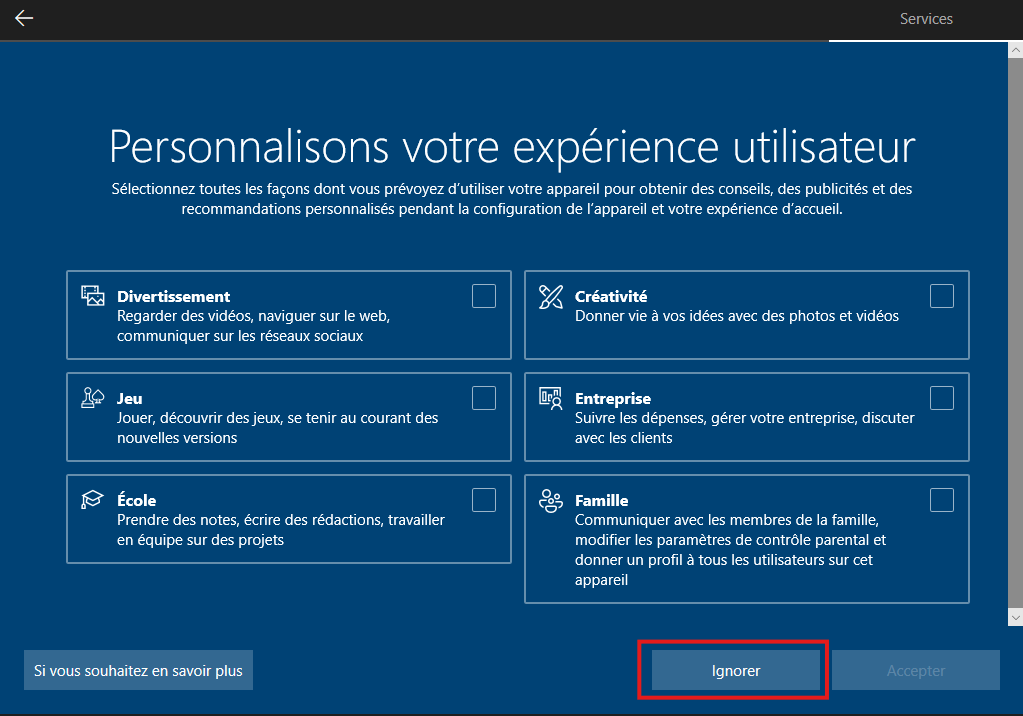 Services
Personnalisons votre expérience utilisateur
Sélectionnez toutes les façons dont vous prévoyez d’utiliser votre appareil pour obtenir des conseils, des publicités et des
recommandations personnalisés pendant la configuration de l’appareil et votre expérience d’accueil.
Divertissement
Regarder des vidéos, naviguer sur le web,
communiquer sur les réseaux sociaux
Créativité
Donner vie à vos idées avec des photos et vidéos
Jeu
Jouer, découvrir des jeux, se tenir au courant des
nouvelles versions
Entreprise
Suivre les dépenses, gérer votre entreprise, discuter
avec les clients
École
Prendre des notes, écrire des rédactions, travailler
en équipe sur des projets
Famille
Communiquer avec les membres de la famille,
modifier les paramètres de contrôle parental et
donner un profil à tous les utilisateurs sur cet
appareil
Si vous souhaitez en savoir plus
Ignorer
Accepter